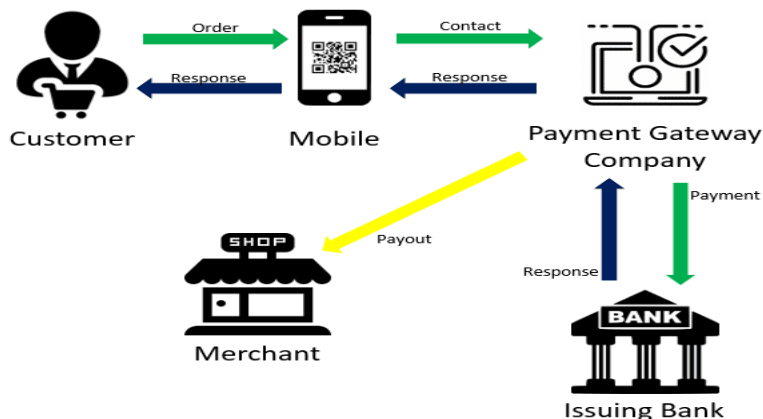 Order
Contact
Response
Response
Customer
Mobile
Payment Gateway
Company
Payment
Payout
SHOP
Response
BANK
Merchant
Issuing Bank